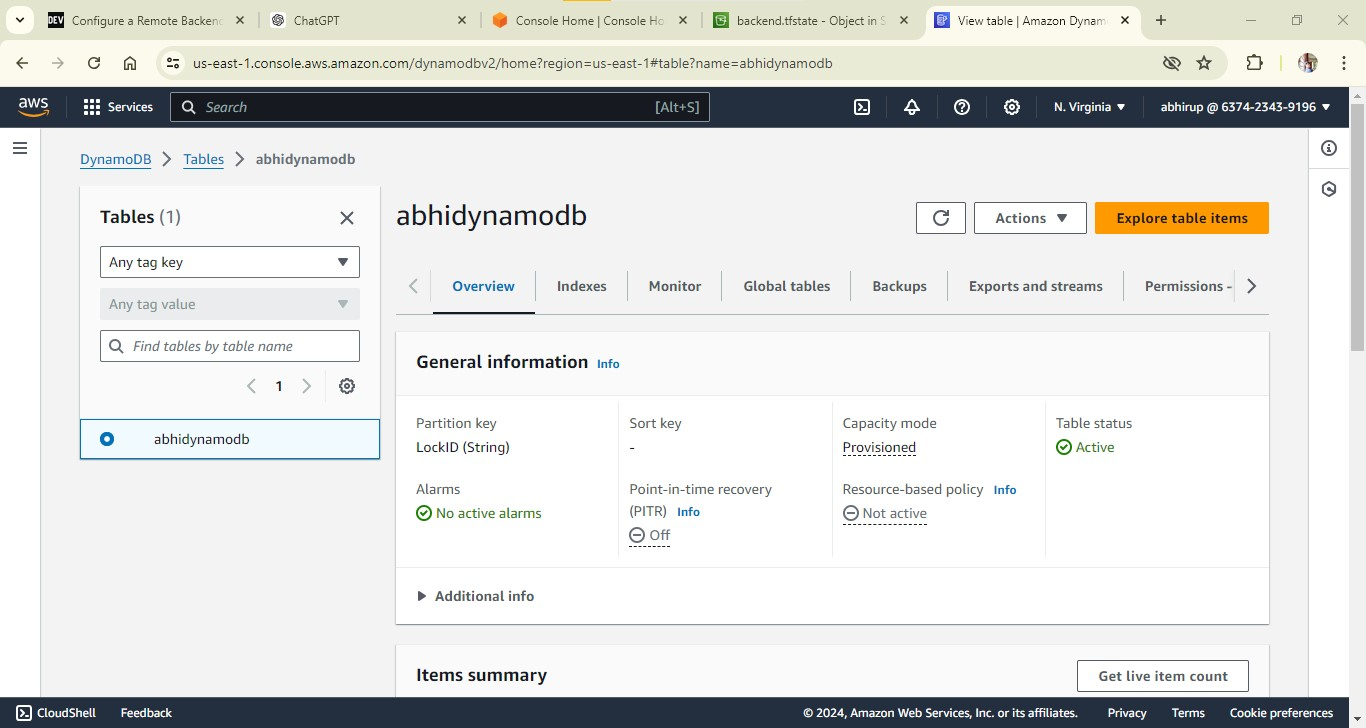 DEV Configure a Remote Backen
ChatGPT
Console Home | Console Ho
backend.tfstate - Object in S
View table | Amazon Dynam
us-east-1.console.aws.amazon.com/dynamodbv2/home?region=us-east-1#table?name=abhidynamodb
aws Services Search [Alt+S] N. Virginia abhirup @ 6374-2343-9196
DynamoDB Tables abhidynamodb
Tables (1)
Any tag key
Any tag value
Find tables by table name
1
abhidynamodb
abhidynamodb
Actions Explore table items
Overview Indexes Monitor Global tables Backups Exports and streams Permissions -
General information Info
Partition key
LockID (String)
Sort key
-
Capacity mode
Provisioned
Table status
Active
Alarms
No active alarms
Point-in-time recovery
(PITR) Info
Off
Resource-based policy Info
Not active
Additional info
Items summary Get live item count
CloudShell Feedback © 2024, Amazon Web Services, Inc. or its affiliates. Privacy Terms Cookie preferences